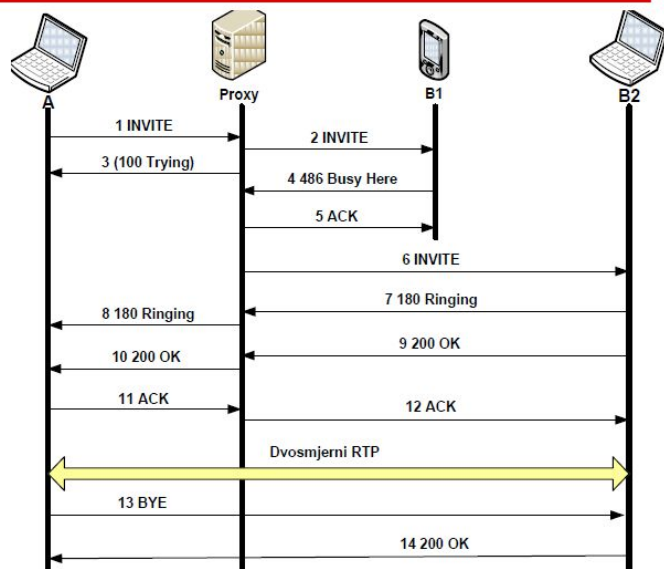 A
Proxy
B1
B2
1 INVITE
2 INVITE
3 (100 Trying)
4 486 Busy Here
5 ACK
6 INVITE
7 180 Ringing
8 180 Ringing
9 200 OK
10 200 OK
11 ACK
12 ACK
Dvosmjerni RTP
13 BYE
14 200 OK